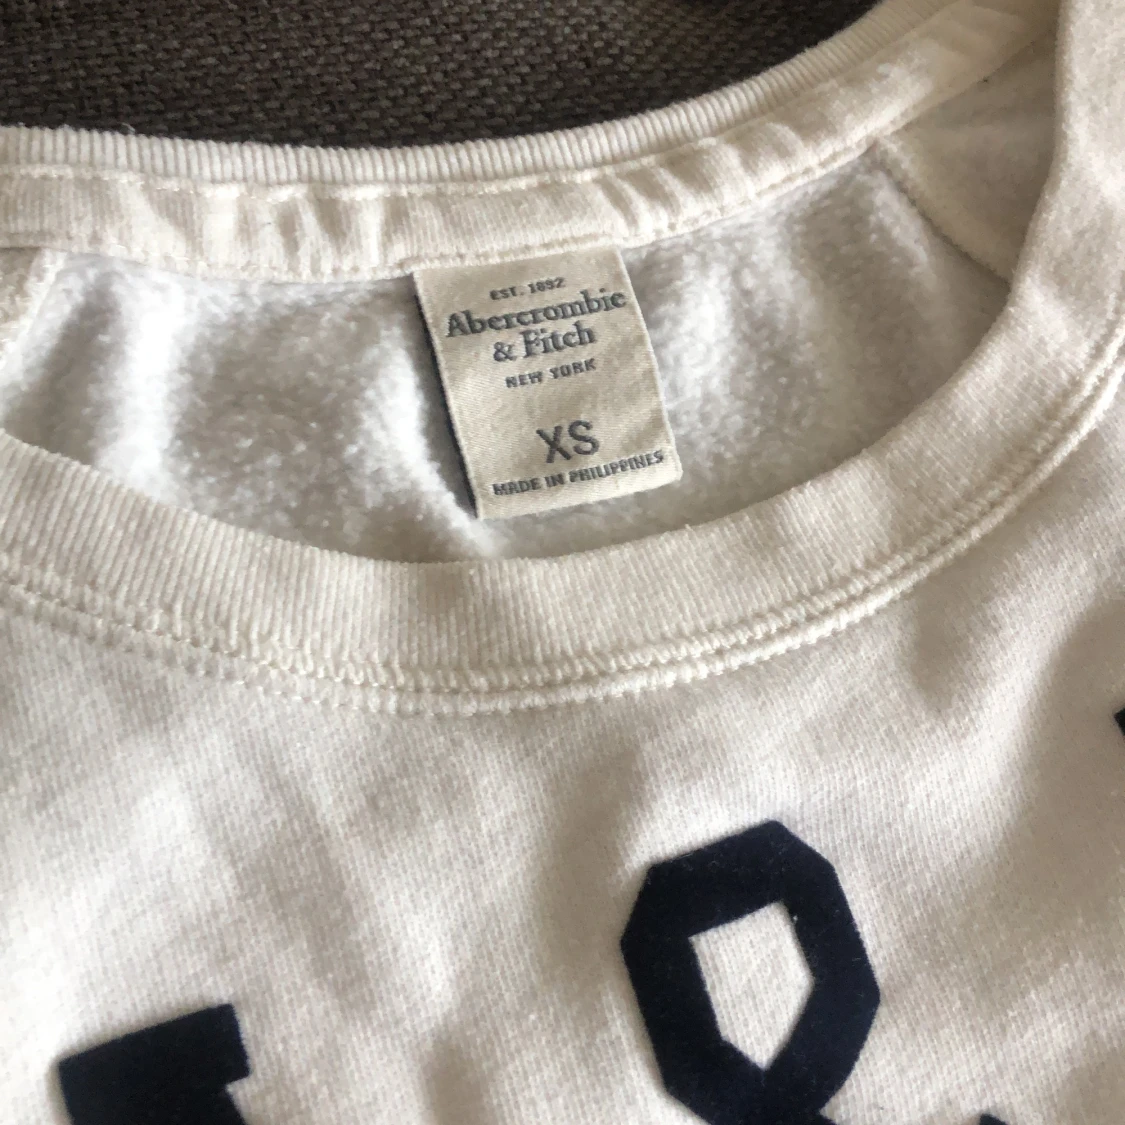 EST. 1892
Abercrombie
& Fitch
NEW YORK
XS
MADE IN PHILIPPINES
&